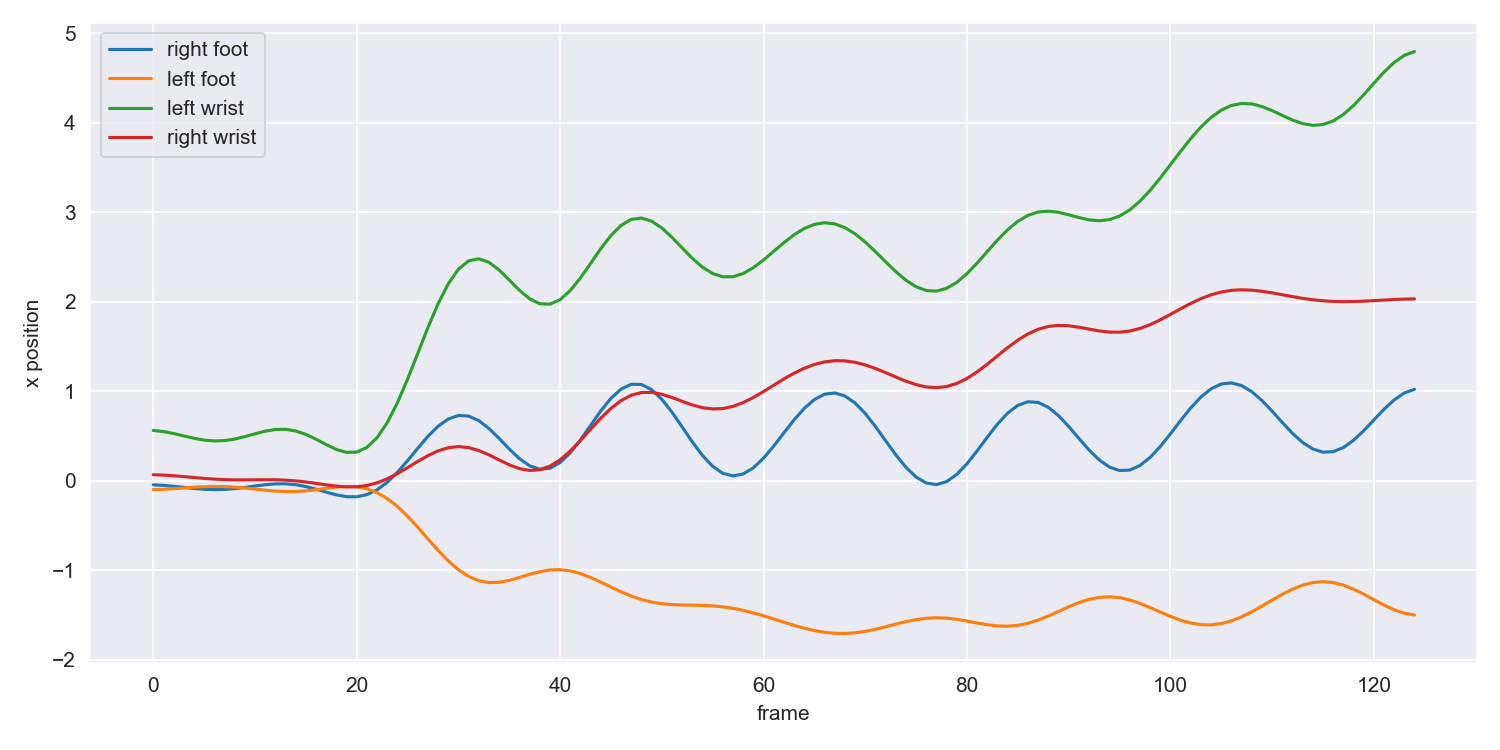 right foot
left foot
left wrist
right wrist
5
4
3
2
1
0
−1
−2
x position
0 20 40 60 80 100 120
frame